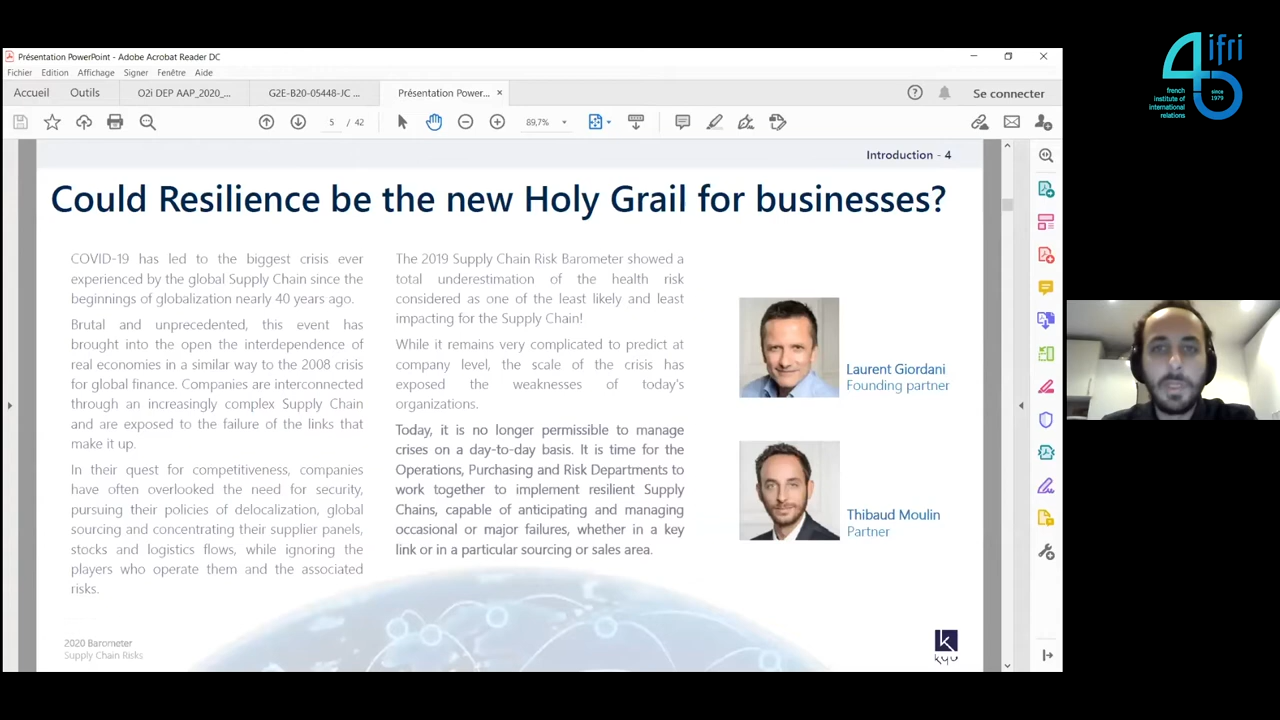 Présentation PowerPoint - Adobe Acrobat Reader DC
Fichier Edition Affichage Signer Fenêtre Aide
Accueil Outils O2i DEP AAP_2020_... G2E-B20-05448-JC ... Présentation Power... ×
Se connecter
5 / 42
89,7%
Introduction - 4
Could Resilience be the new Holy Grail for businesses?
COVID-19 has led to the biggest crisis ever
experienced by the global Supply Chain since the
beginnings of globalization nearly 40 years ago.
Brutal and unprecedented, this event has
brought into the open the interdependence of
real economies in a similar way to the 2008 crisis
for global finance. Companies are interconnected
through an increasingly complex Supply Chain
and are exposed to the failure of the links that
make it up.
In their quest for competitiveness, companies
have often overlooked the need for security,
pursuing their policies of delocalization, global
sourcing and concentrating their supplier panels,
stocks and logistics flows, while ignoring the
players who operate them and the associated
risks.
The 2019 Supply Chain Risk Barometer showed a
total underestimation of the health risk
considered as one of the least likely and least
impacting for the Supply Chain!
While it remains very complicated to predict at
company level, the scale of the crisis has
exposed the weaknesses of today's
organizations.
Today, it is no longer permissible to manage
crises on a day-to-day basis. It is time for the
Operations, Purchasing and Risk Departments to
work together to implement resilient Supply
Chains, capable of anticipating and managing
occasional or major failures, whether in a key
link or in a particular sourcing or sales area.
Laurent Giordani
Founding partner
Thibaud Moulin
Partner
2020 Barometer
Supply Chain Risks
k
kyu
40
ifri
since
1979
french
institute of
international
relations